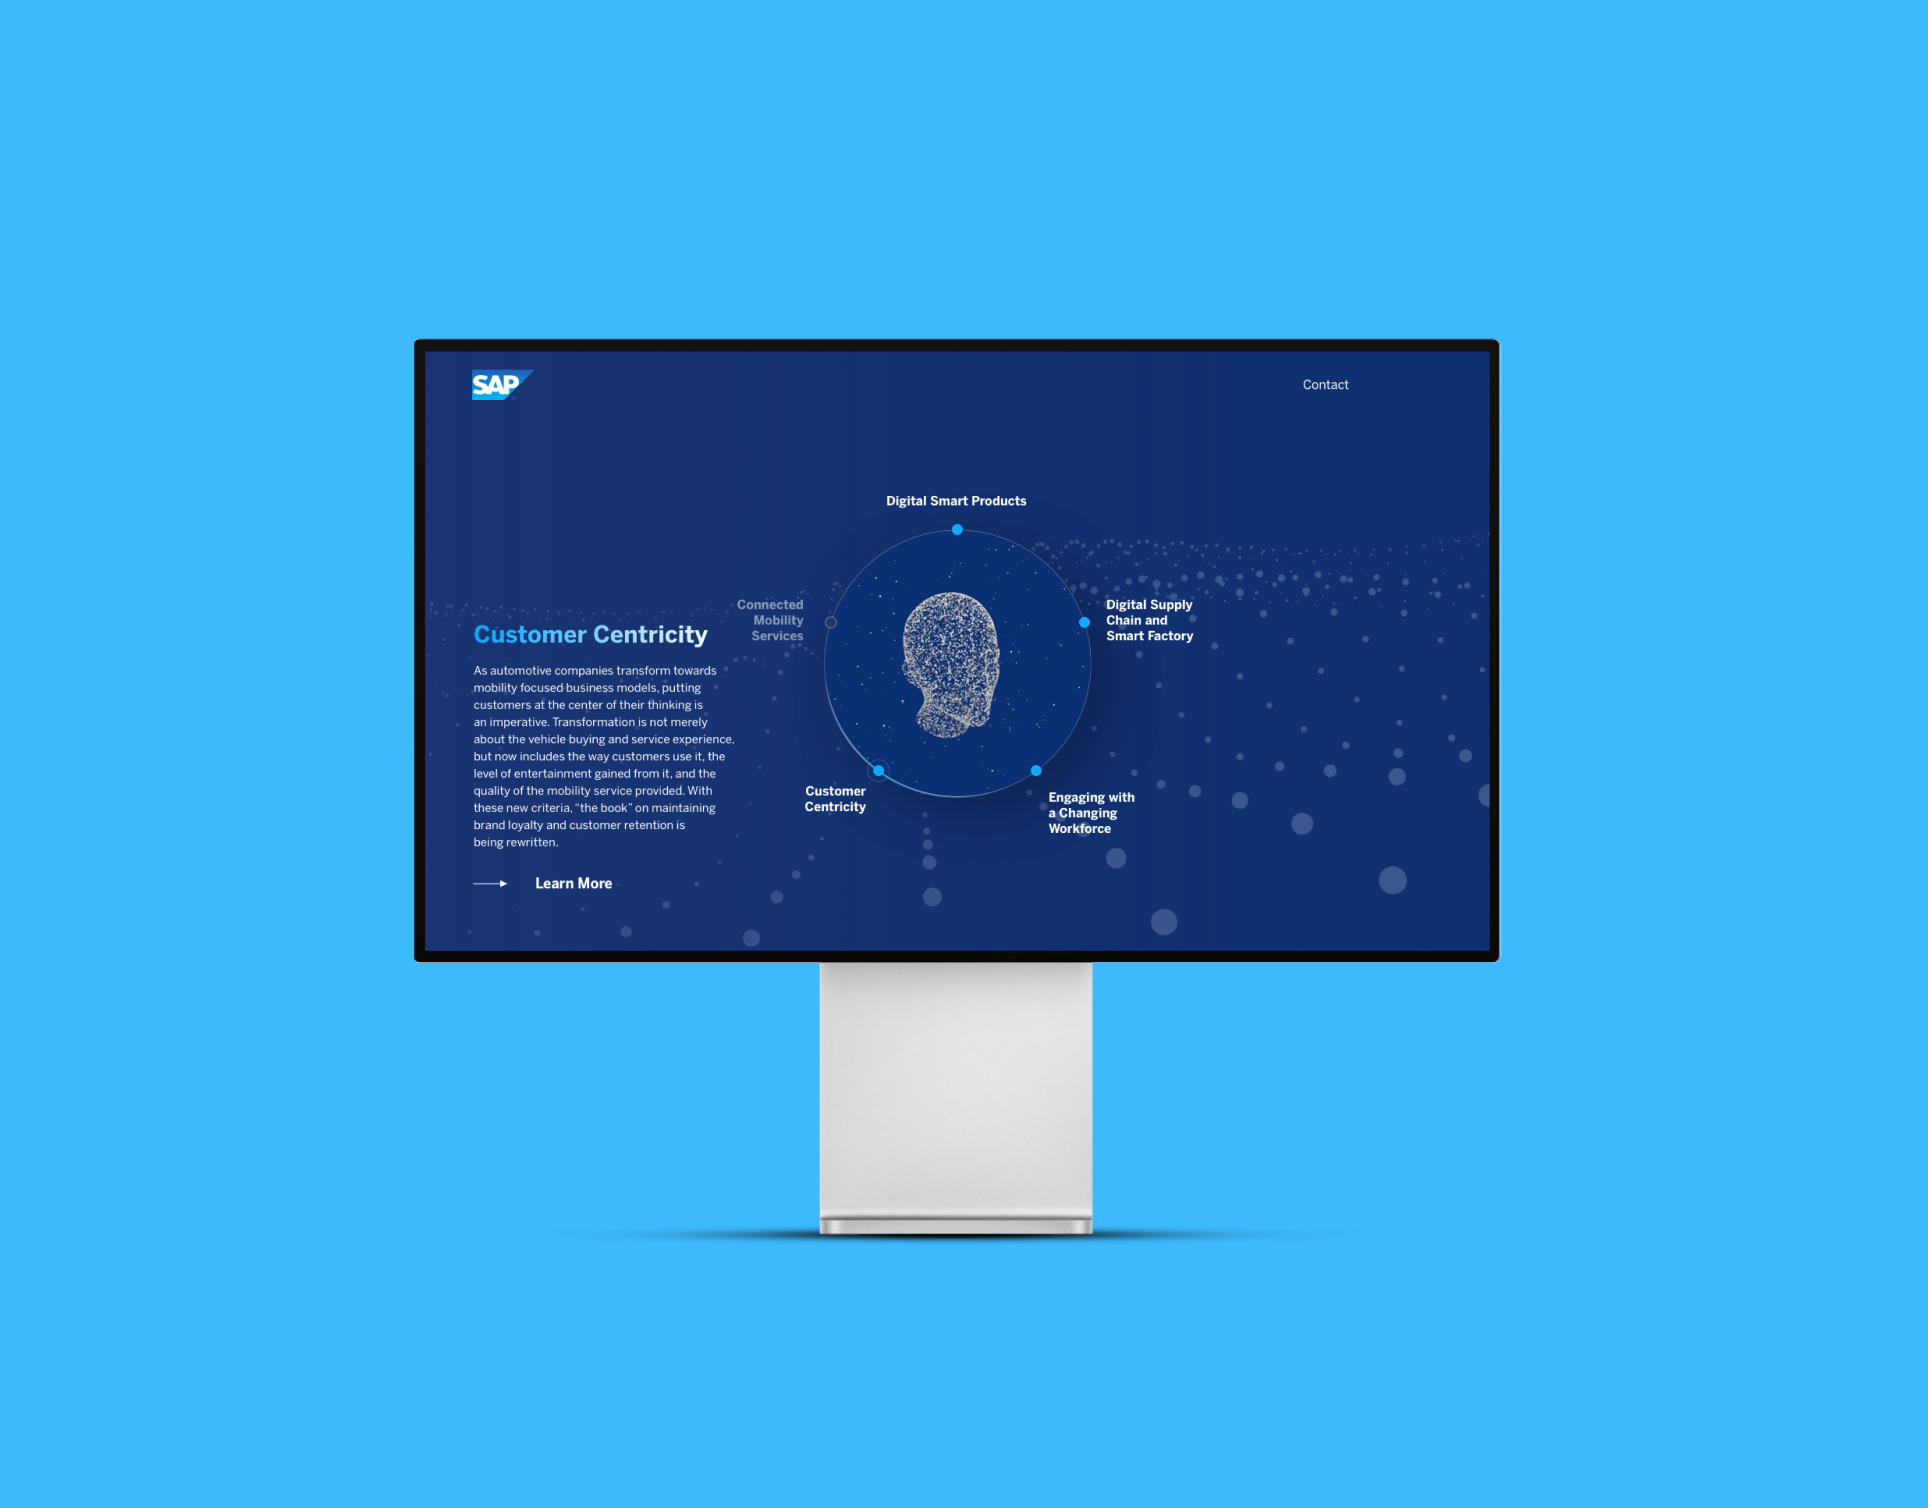 SAP
Contact
Digital Smart Products
Connected
Mobility
Services
Digital Supply
Chain and
Smart Factory
Customer Centricity
As automotive companies transform towards
mobility focused business models, putting
customers at the center of their thinking is
an imperative. Transformation is not merely
about the vehicle buying and service experience,
but now includes the way customers use it, the
level of entertainment gained from it, and the
quality of the mobility service provided. With
these new criteria, “the book” on maintaining
brand loyalty and customer retention is
being rewritten.
Customer
Centricity
Engaging with
a Changing
Workforce
Learn More